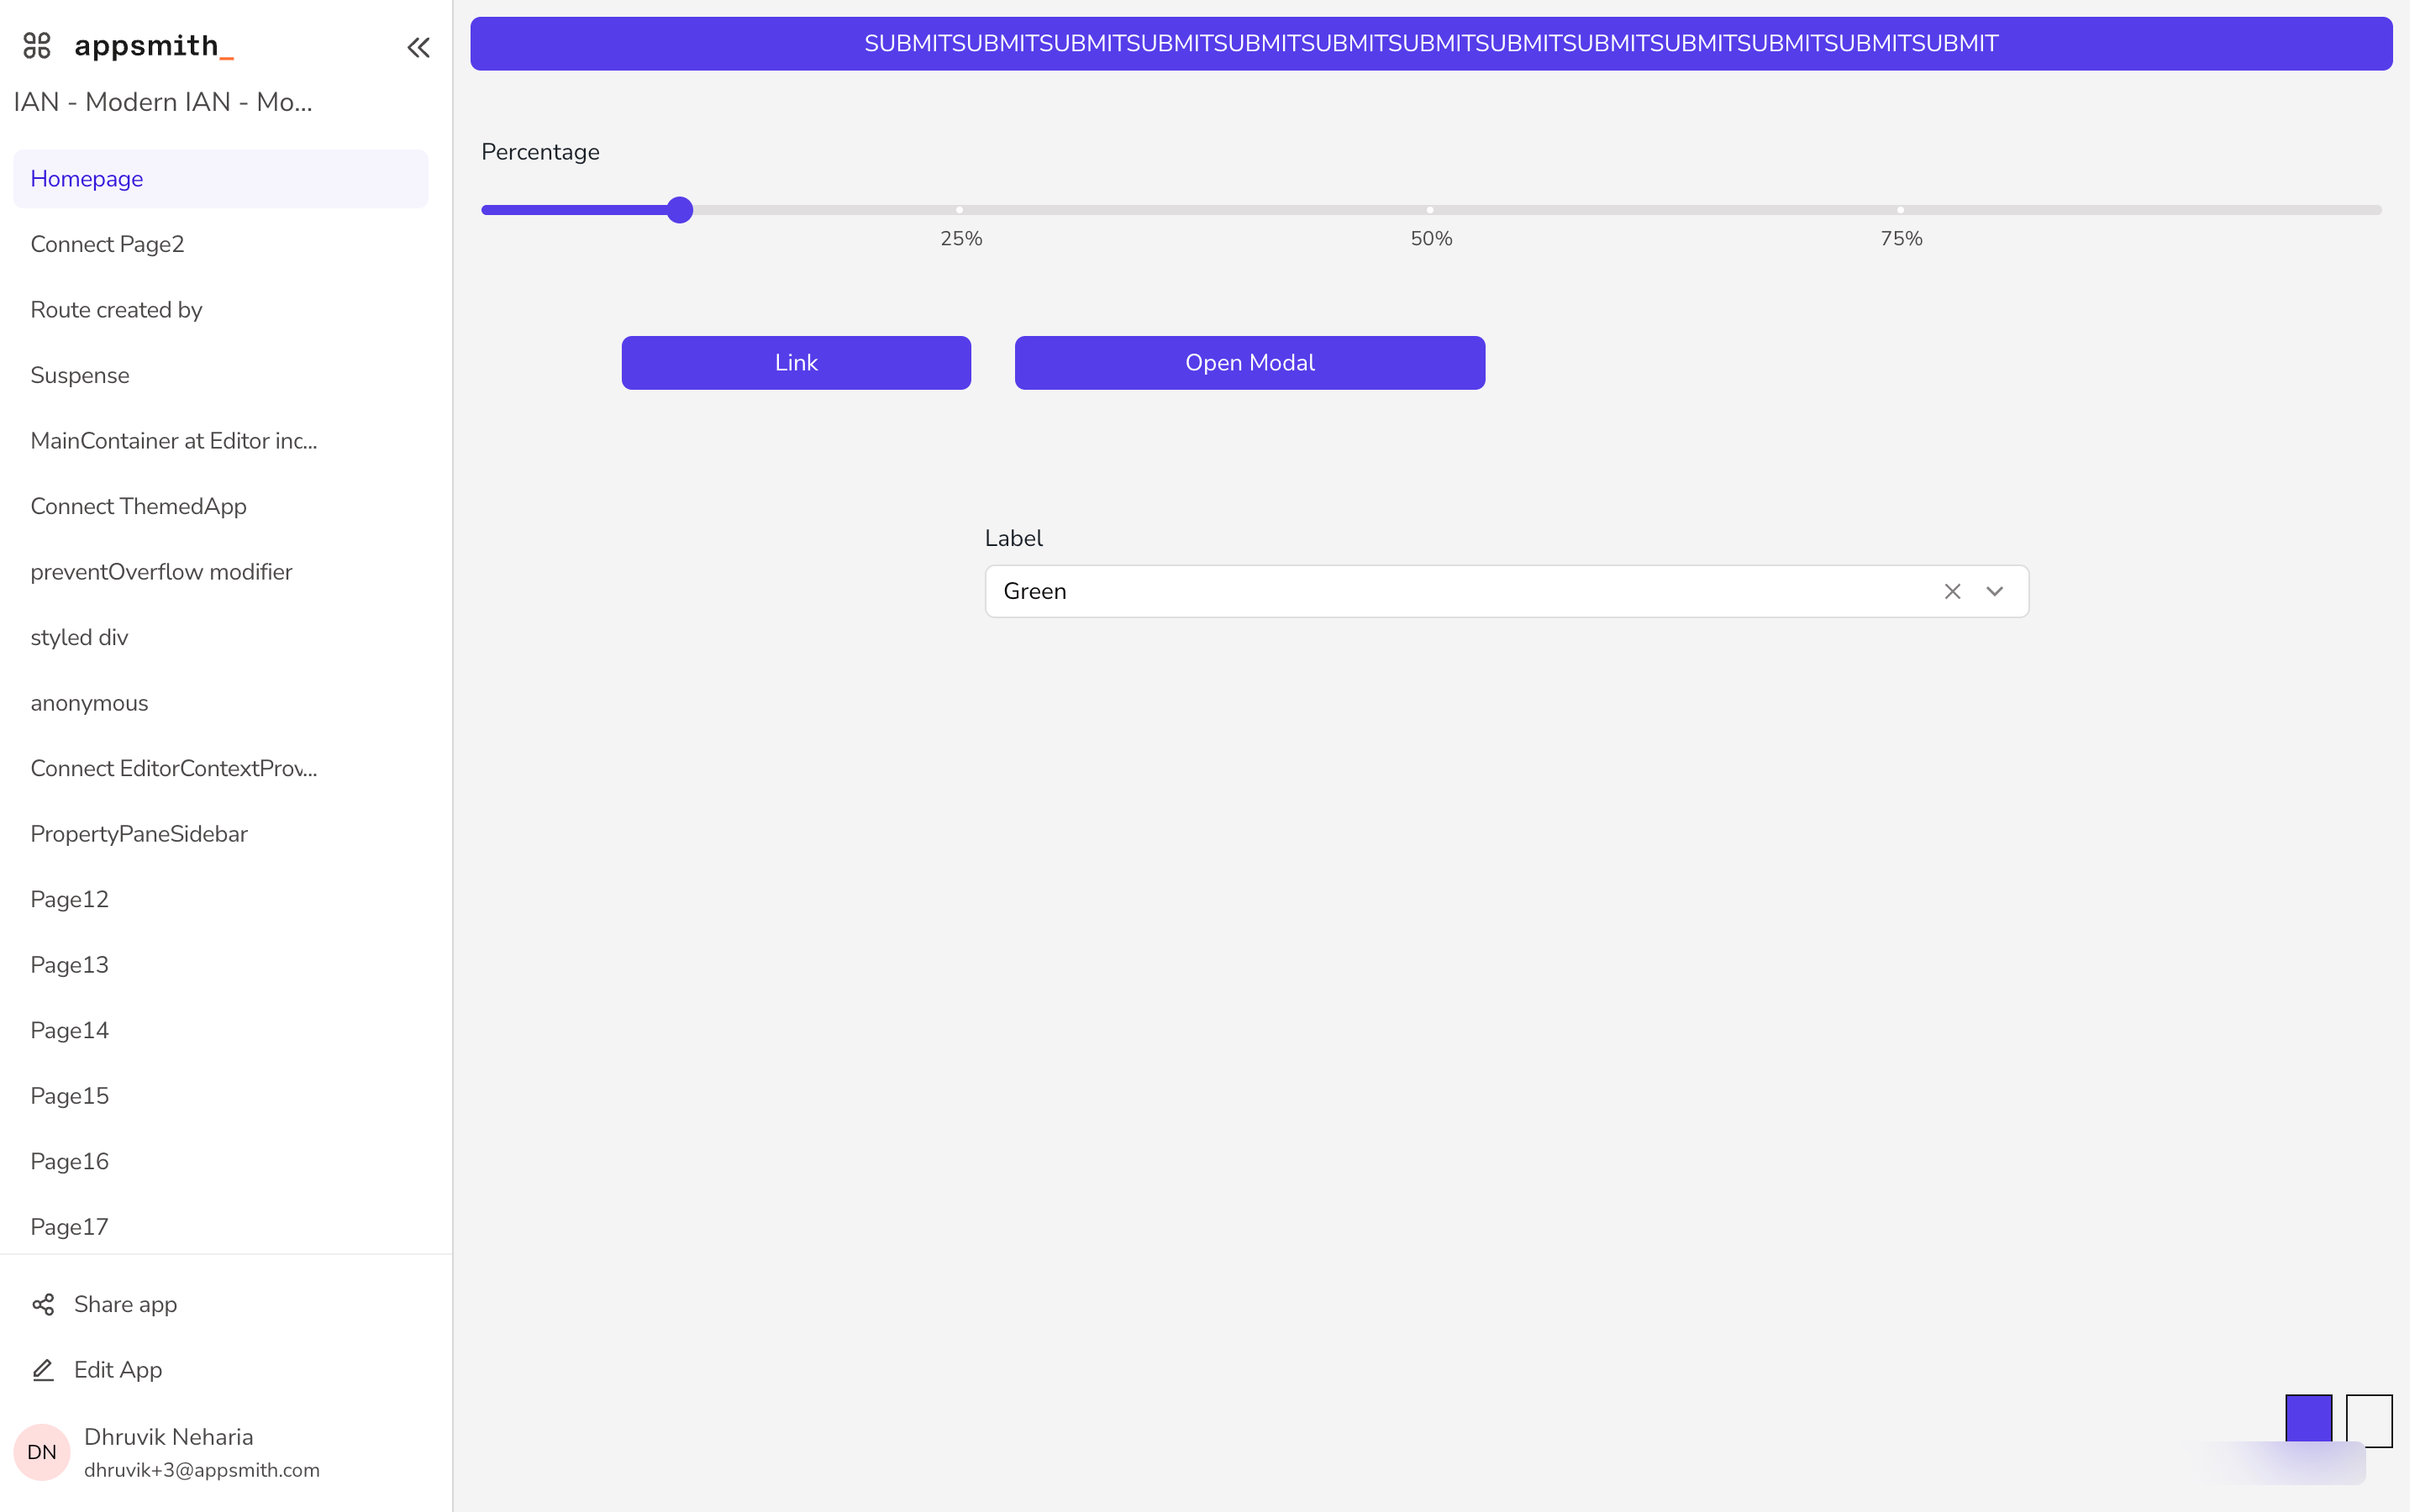 appsmith_
IAN - Modern IAN - Mo...
Homepage
Connect Page2
Route created by
Suspense
MainContainer at Editor inc...
Connect ThemedApp
preventOverflow modifier
styled div
anonymous
Connect EditorContextProv...
PropertyPaneSidebar
Page12
Page13
Page14
Page15
Page16
Page17
Share app
Edit App
DN
Dhruvik Neharia
dhruvik+3@appsmith.com
SUBMITSUBMITSUBMITSUBMITSUBMITSUBMITSUBMITSUBMITSUBMITSUBMITSUBMITSUBMITSUBMIT
Percentage
25% 50% 75%
Link Open Modal
Label
Green